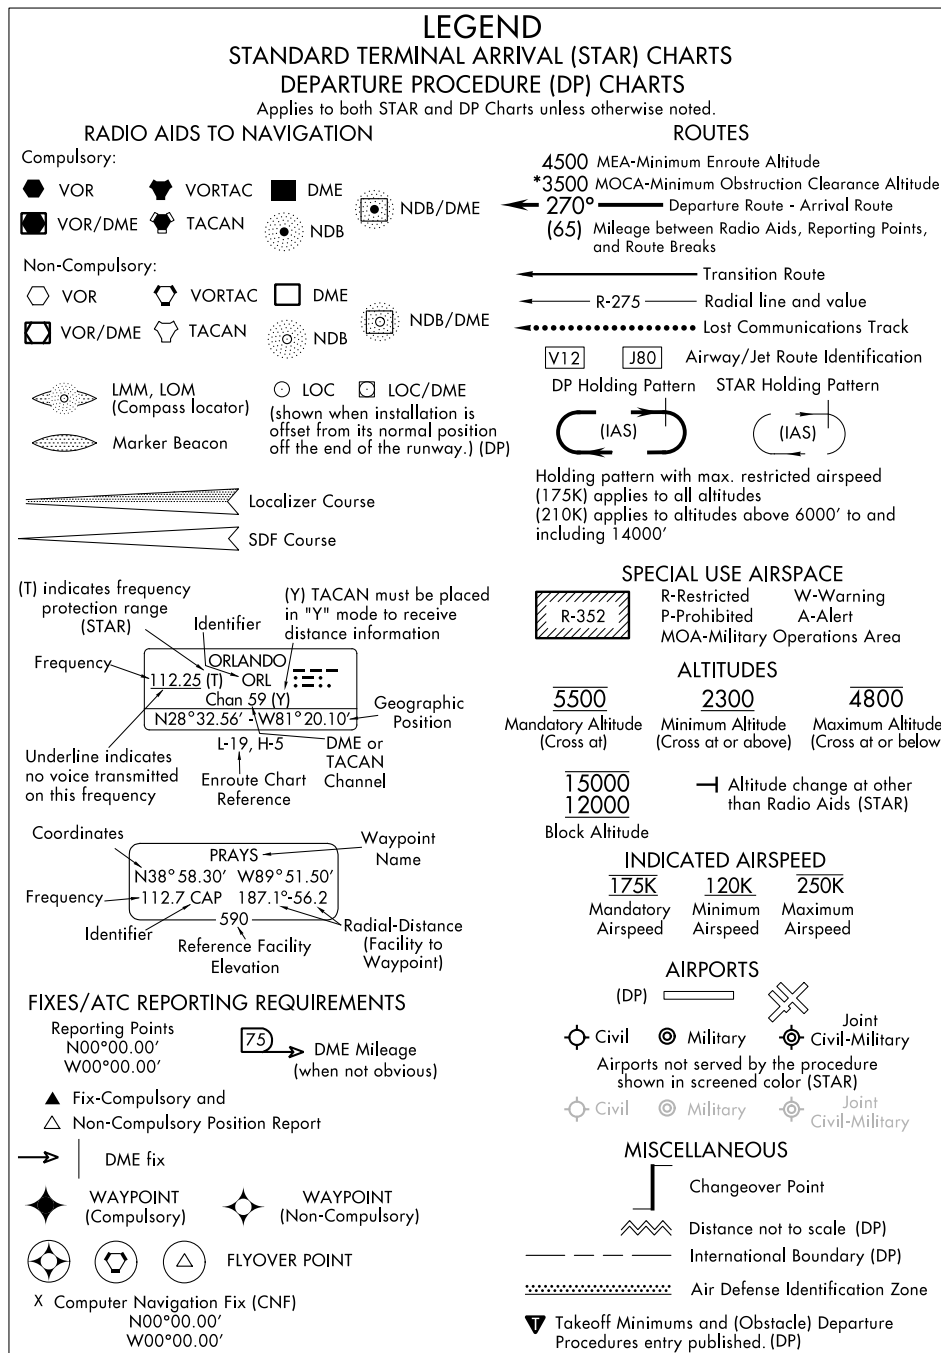 LEGEND
STANDARD TERMINAL ARRIVAL (STAR) CHARTS
DEPARTURE PROCEDURE (DP) CHARTS
Applies to both STAR and DP Charts unless otherwise noted.
RADIO AIDS TO NAVIGATION
Compulsory:
VOR VORTAC DME
VOR/DME TACAN NDB NDB/DME
Non-Compulsory:
VOR VORTAC DME
VOR/DME TACAN NDB NDB/DME
LMM, LOM
(Compass locator)
Marker Beacon
LOC LOC/DME
(shown when installation is
offset from its normal position
off the end of the runway.) (DP)
Localizer Course
SDF Course
(T) indicates frequency
protection range
(STAR)
Identifier
(Y) TACAN must be placed
in "Y" mode to receive
distance information
Frequency
ORLANDO
112.25 (T) ORL
Chan 59 (Y)
N28°32.56' - W81°20.10'
Geographic
Position
L-19, H-5
Underline indicates
no voice transmitted
on this frequency
Enroute Chart
Reference
DME or
TACAN
Channel
Coordinates
Waypoint
Name
PRAYS
N38°58.30' W89°51.50'
Frequency
112.7 CAP 187.1°-56.2
590
Identifier
Reference Facility
Elevation
Radial-Distance
(Facility to
Waypoint)
FIXES/ATC REPORTING REQUIREMENTS
Reporting Points
N00°00.00'
W00°00.00'
75
DME Mileage
(when not obvious)
Fix-Compulsory and
Non-Compulsory Position Report
DME fix
WAYPOINT
(Compulsory)
WAYPOINT
(Non-Compulsory)
FLYOVER POINT
X Computer Navigation Fix (CNF)
N00°00.00'
W00°00.00'
ROUTES
4500 MEA-Minimum Enroute Altitude
*3500 MOCA-Minimum Obstruction Clearance Altitude
270° Departure Route - Arrival Route
(65) Mileage between Radio Aids, Reporting Points,
and Route Breaks
Transition Route
R-275 Radial line and value
Lost Communications Track
V12 J80 Airway/Jet Route Identification
DP Holding Pattern STAR Holding Pattern
(IAS) (IAS)
Holding pattern with max. restricted airspeed
(175K) applies to all altitudes
(210K) applies to altitudes above 6000' to and
including 14000'
SPECIAL USE AIRSPACE
R-352
R-Restricted W-Warning
P-Prohibited A-Alert
MOA-Military Operations Area
ALTITUDES
5500 2300 4800
Mandatory Altitude Minimum Altitude Maximum Altitude
(Cross at) (Cross at or above) (Cross at or below
15000
12000
Block Altitude
Altitude change at other
than Radio Aids (STAR)
INDICATED AIRSPEED
175K 120K 250K
Mandatory Minimum Maximum
Airspeed Airspeed Airspeed
AIRPORTS
(DP)
Civil Military Joint
Civil-Military
Airports not served by the procedure
shown in screened color (STAR)
Civil Military Joint
Civil-Military
MISCELLANEOUS
Changeover Point
Distance not to scale (DP)
International Boundary (DP)
Air Defense Identification Zone
T Takeoff Minimums and (Obstacle) Departure
Procedures entry published. (DP)